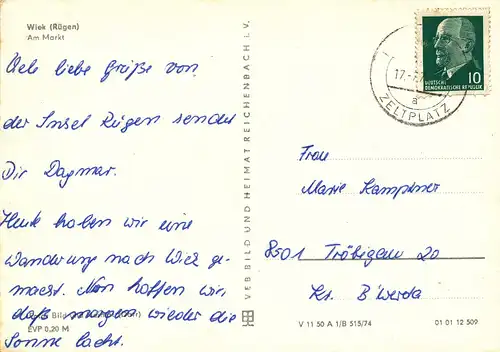 Wiek (Rügen)
Am Markt
Viele liebe Grüße von
der Insel Rügen sendet
Dir Dagmar.
Heute haben wir eine
Wanderung nach Wiek ge-
macht. Nun hoffen wir
daß morgen wieder die
Sonne lacht.
Bild
EVP 0,20 M
VEB BILD UND HEIMAT REICHENBACH I. V.
17.
a
ZELTPLATZ
10
DEUTSCHE
DEMOKRATISCHE REPUBLIK
Frau
Marie
8501 Tröbigau 20
Kr. B'Werda
V 11 50 A 1/B 515/74
01 01 12 509